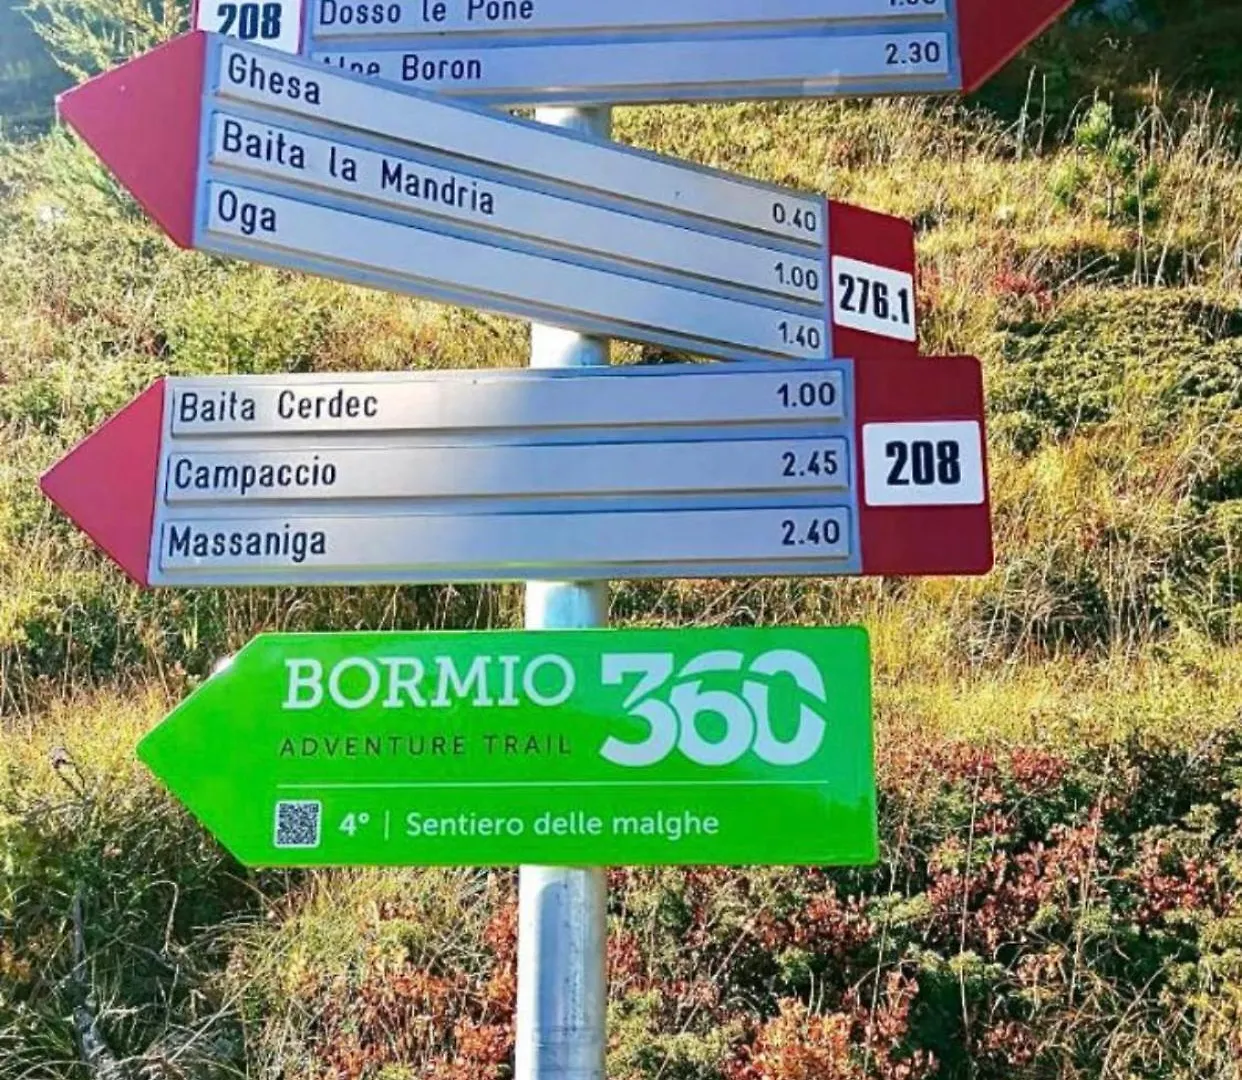 208
Dosso le Pone
Boron 2.30
Ghesa 0.40
Baita la Mandria 1.00
Oga 1.40
276.1
Baita Cerdec 1.00
Campaccio 2.45
Massaniga 2.40
208
BORMIO 360
ADVENTURE TRAIL
4° | Sentiero delle malghe